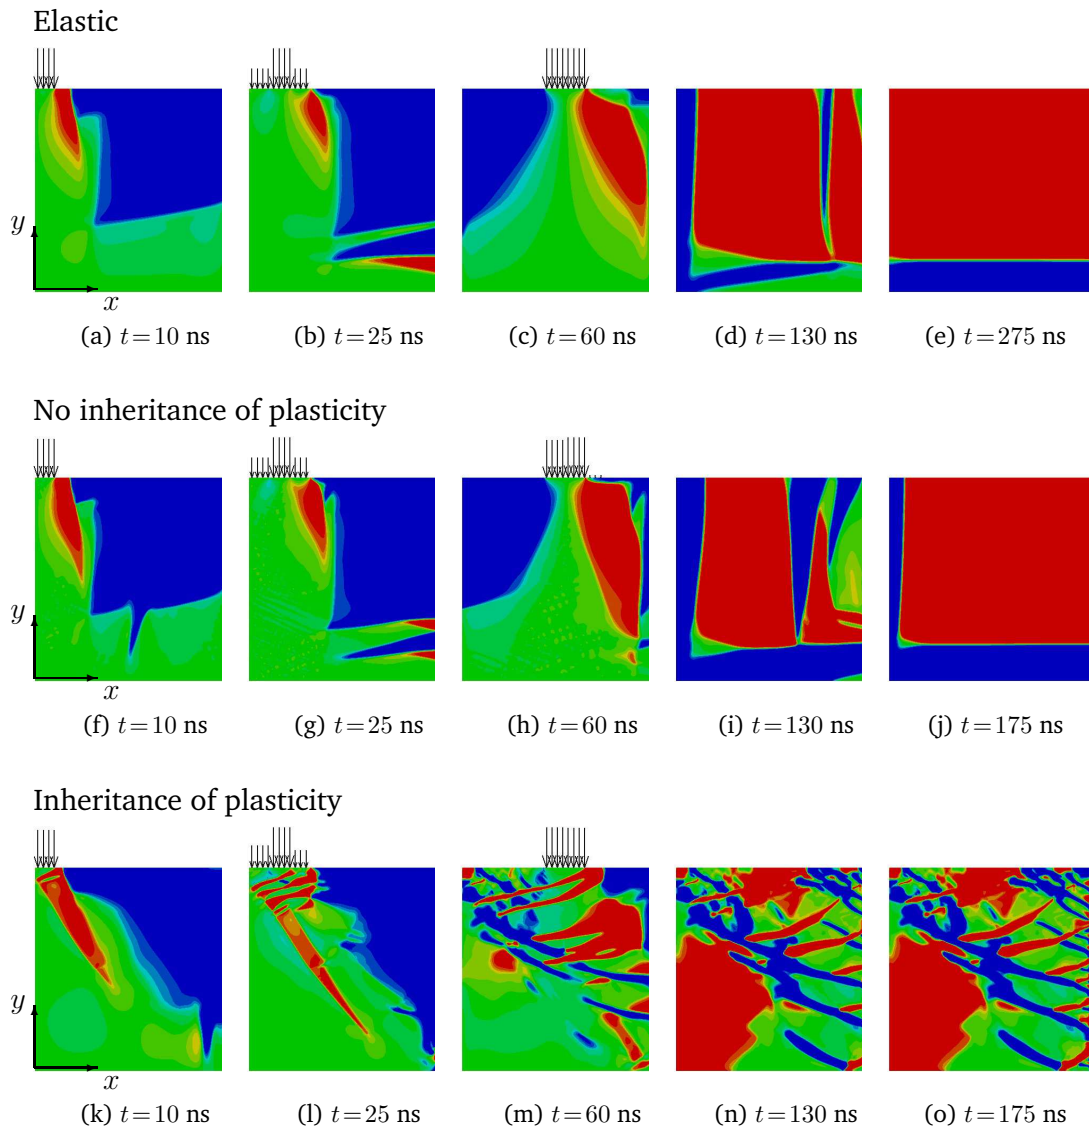 Elastic
y
x
(a) t=10 ns (b) t=25 ns (c) t=60 ns (d) t=130 ns (e) t=275 ns
No inheritance of plasticity
y
x
(f) t=10 ns (g) t=25 ns (h) t=60 ns (i) t=130 ns (j) t=175 ns
Inheritance of plasticity
y
x
(k) t=10 ns (l) t=25 ns (m) t=60 ns (n) t=130 ns (o) t=175 ns